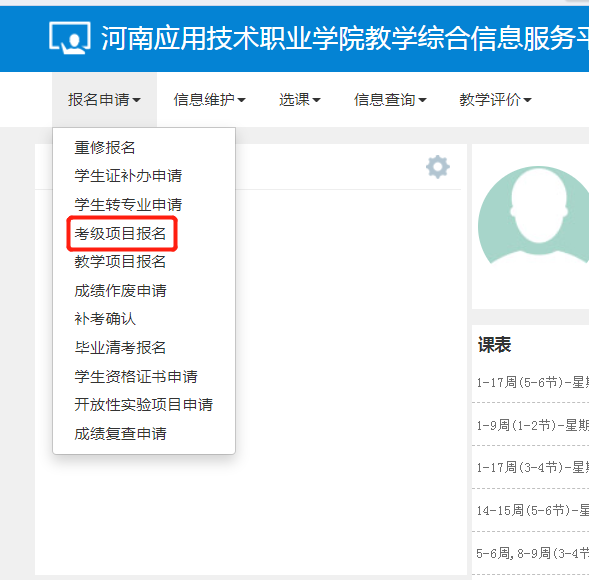 河南应用技术职业学院教学综合信息服务平
报名申请 信息维护 选课 信息查询 教学评价
重修报名
学生证补办申请
学生转专业申请
考级项目报名
教学项目报名
成绩作废申请
补考确认
毕业清考报名
学生资格证书申请
开放性实验项目申请
成绩复查申请
课表
1-17周(5-6节)-星期
1-9周(1-2节)-星期
1-17周(3-4节)-星
14-15周(5-6节)-星
5-6周,8-9周(3-4节